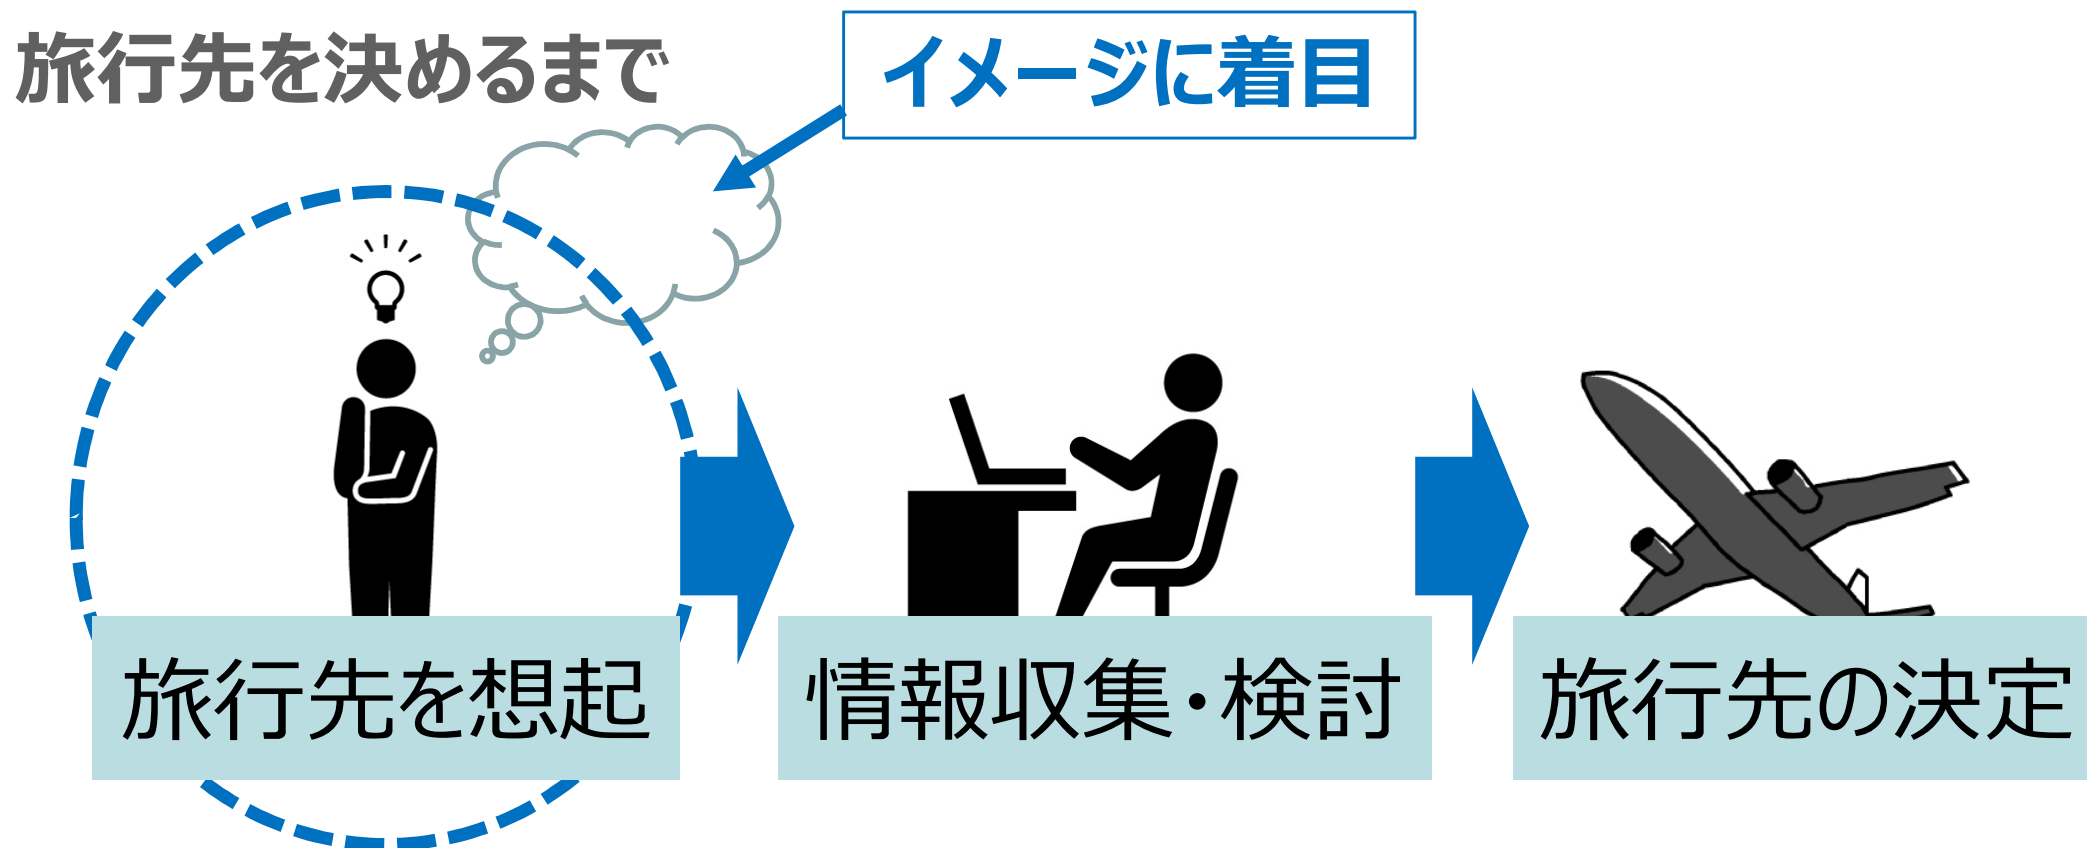 旅行先を決めるまで
イメージに着目
旅行先を想起
情報収集・検討
旅行先の決定